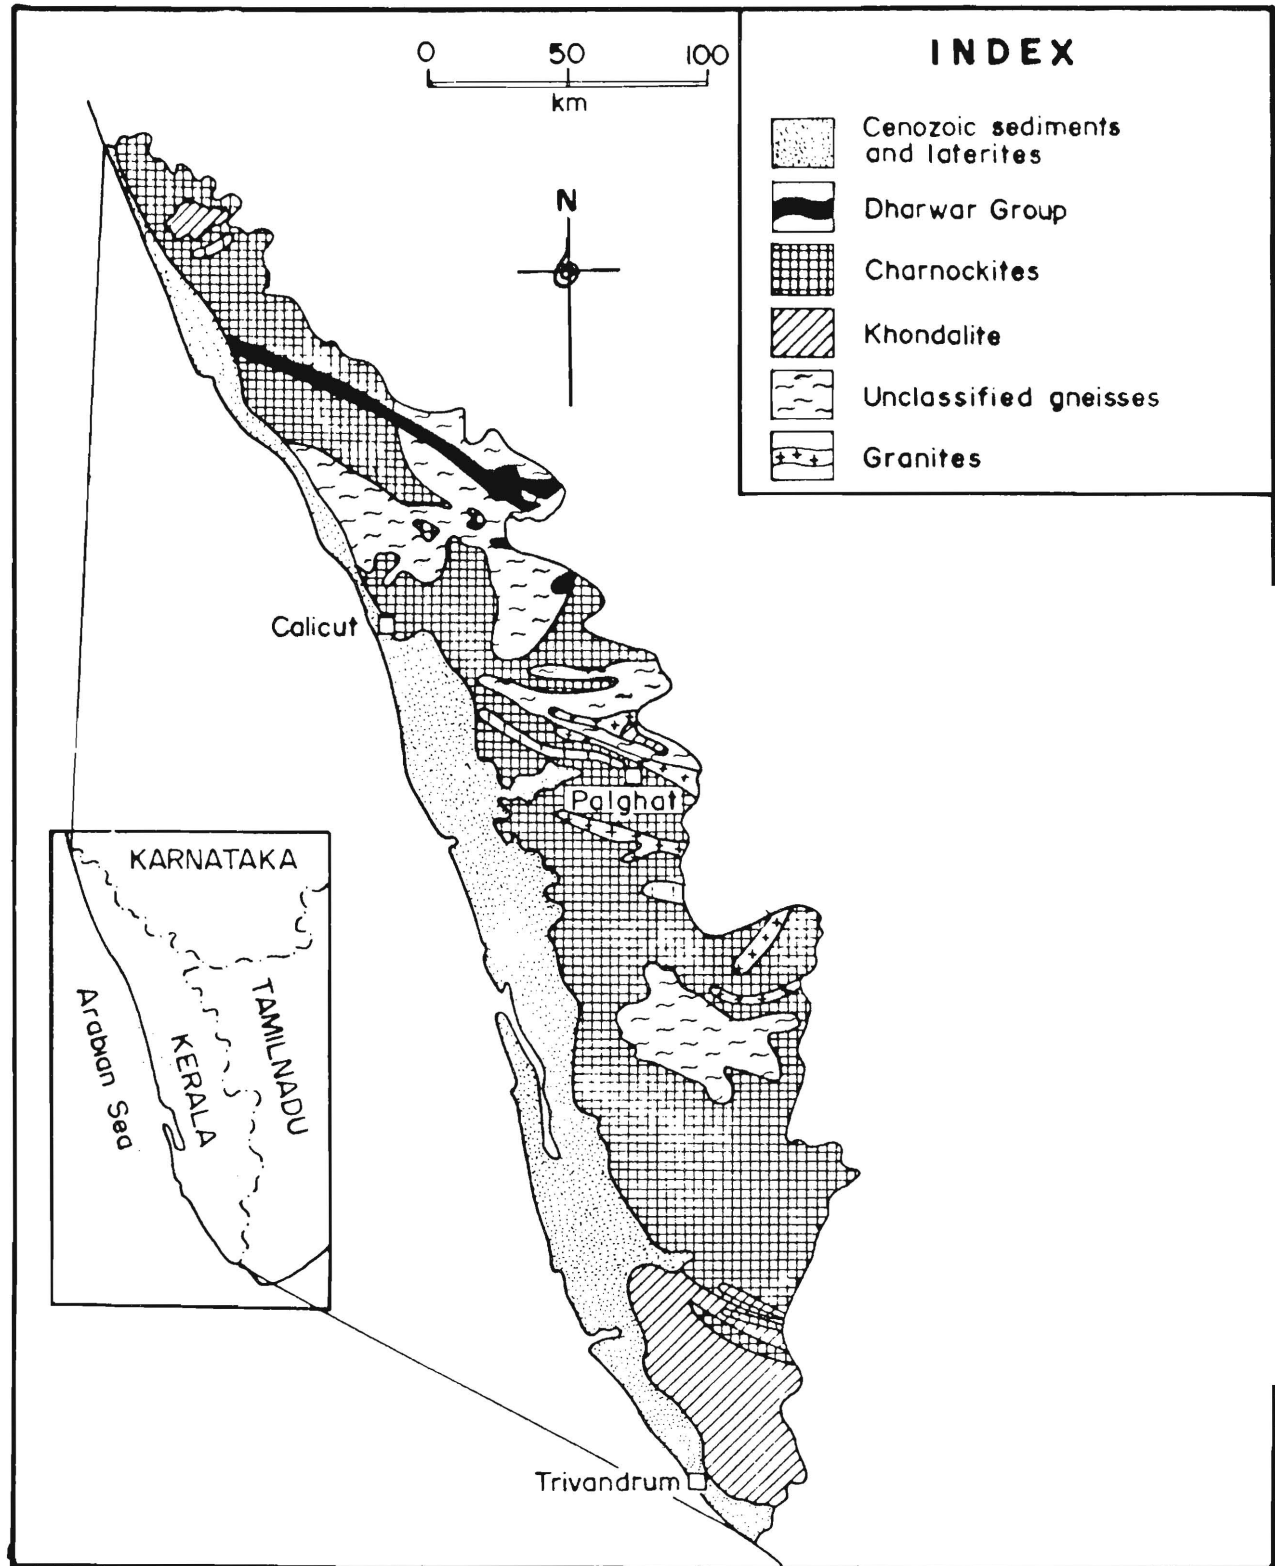 0 50 100
km
N
INDEX
Cenozoic sediments
and laterites
Dharwar Group
Charnockites
Khondalite
Unclassified gneisses
Granites
Calicut
Palghat
Trivandrum
KARNATAKA
TAMILNADU
KERALA
Arabian Sea